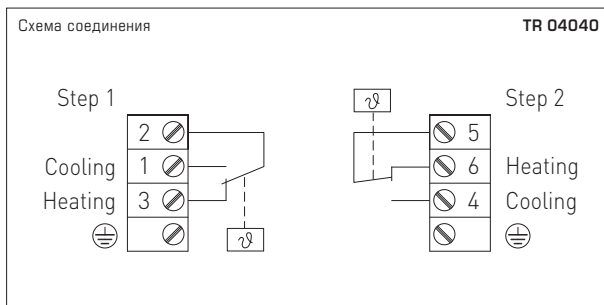 Схема соединения TR 04040
Step 1 Step 2
2 5
Cooling 1 6 Heating
Heating 3 4 Cooling
ϑ
ϑ